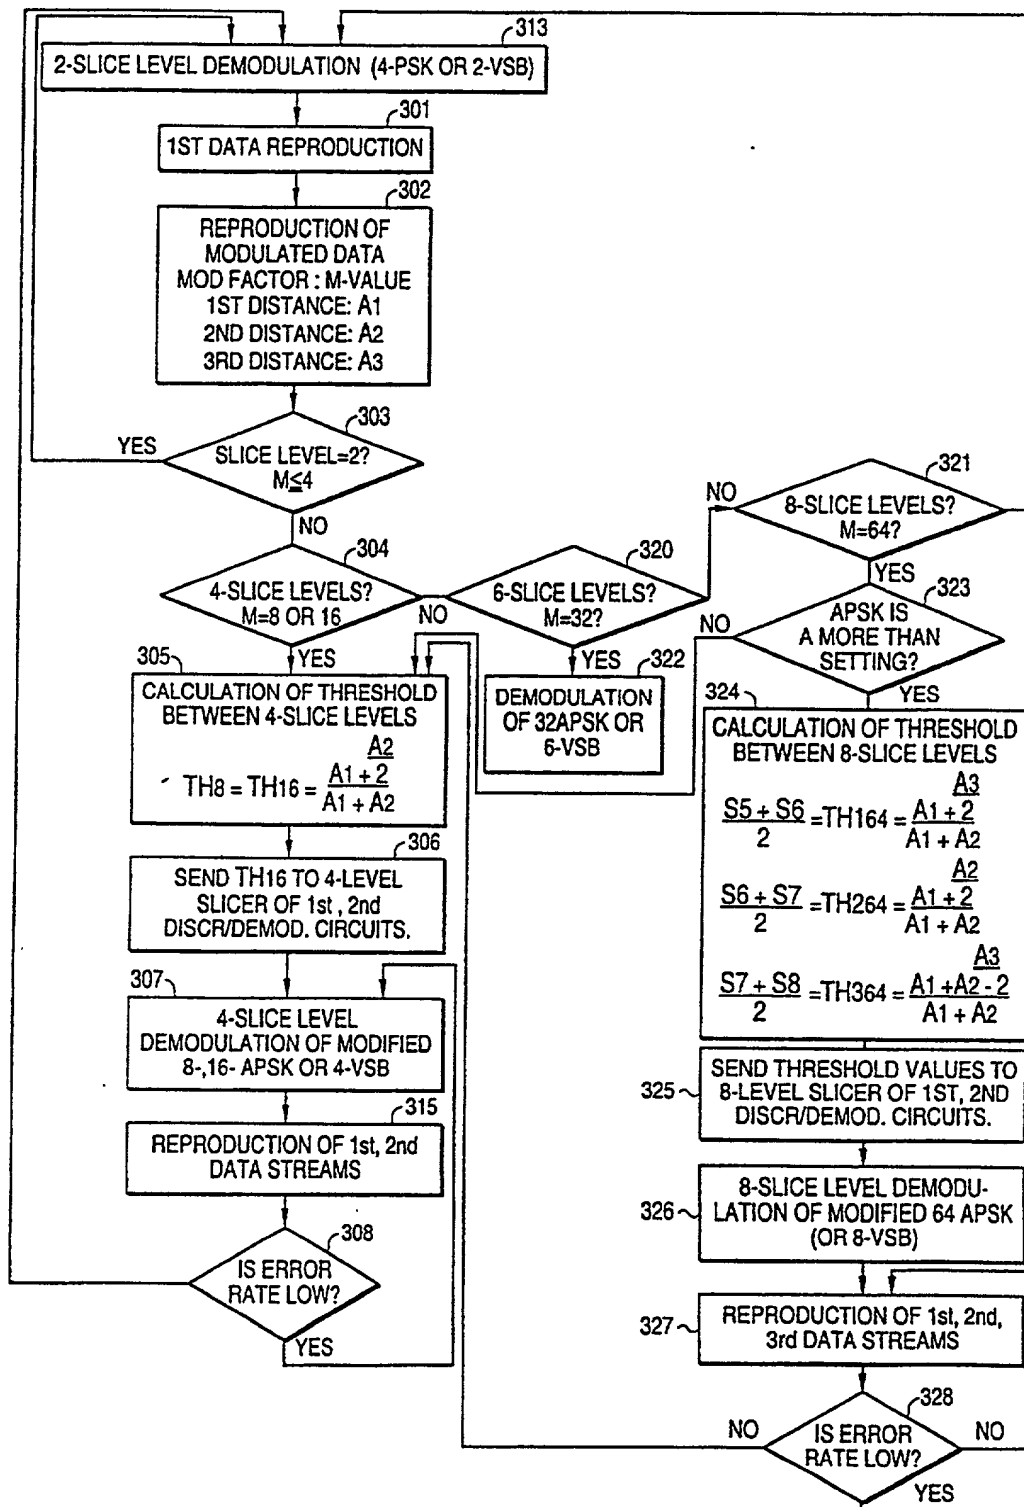 313
2-SLICE LEVEL DEMODULATION (4-PSK OR 2-VSB)
301
1ST DATA REPRODUCTION
302
REPRODUCTION OF
MODULATED DATA
MOD FACTOR : M-VALUE
1ST DISTANCE: A1
2ND DISTANCE: A2
3RD DISTANCE: A3
303
YES
SLICE LEVEL=2?
M≤4
NO
304
4-SLICE LEVELS?
M=8 OR 16
NO
YES
320
6-SLICE LEVELS?
M=32?
YES
NO
321
8-SLICE LEVELS?
M=64?
YES
323
NO
APSK IS
A MORE THAN
SETTING?
YES
305
CALCULATION OF THRESHOLD
BETWEEN 4-SLICE LEVELS
A2
TH8 = TH16 = A1 + 2
A1 + A2
322
DEMODULATION
OF 32APSK OR
6-VSB
324
CALCULATION OF THRESHOLD
BETWEEN 8-SLICE LEVELS
A3
S5 + S6 =TH164 = A1 + 2
2 A1 + A2
A2
S6 + S7 =TH264 = A1 + 2
2 A1 + A2
A3
S7 + S8 =TH364 = A1 +A2 - 2
2 A1 + A2
306
SEND TH16 TO 4-LEVEL
SLICER OF 1st, 2nd
DISCR/DEMOD. CIRCUITS.
307
4-SLICE LEVEL
DEMODULATION OF MODIFIED
8-,16- APSK OR 4-VSB
315
REPRODUCTION OF 1st, 2nd
DATA STREAMS
308
IS ERROR
RATE LOW?
YES
325
SEND THRESHOLD VALUES TO
8-LEVEL SLICER OF 1ST, 2ND
DISCR/DEMOD. CIRCUITS.
326
8-SLICE LEVEL DEMODU-
LATION OF MODIFIED 64 APSK
(OR 8-VSB)
327
REPRODUCTION OF 1st, 2nd,
3rd DATA STREAMS
328
NO
IS ERROR
RATE LOW?
NO
YES